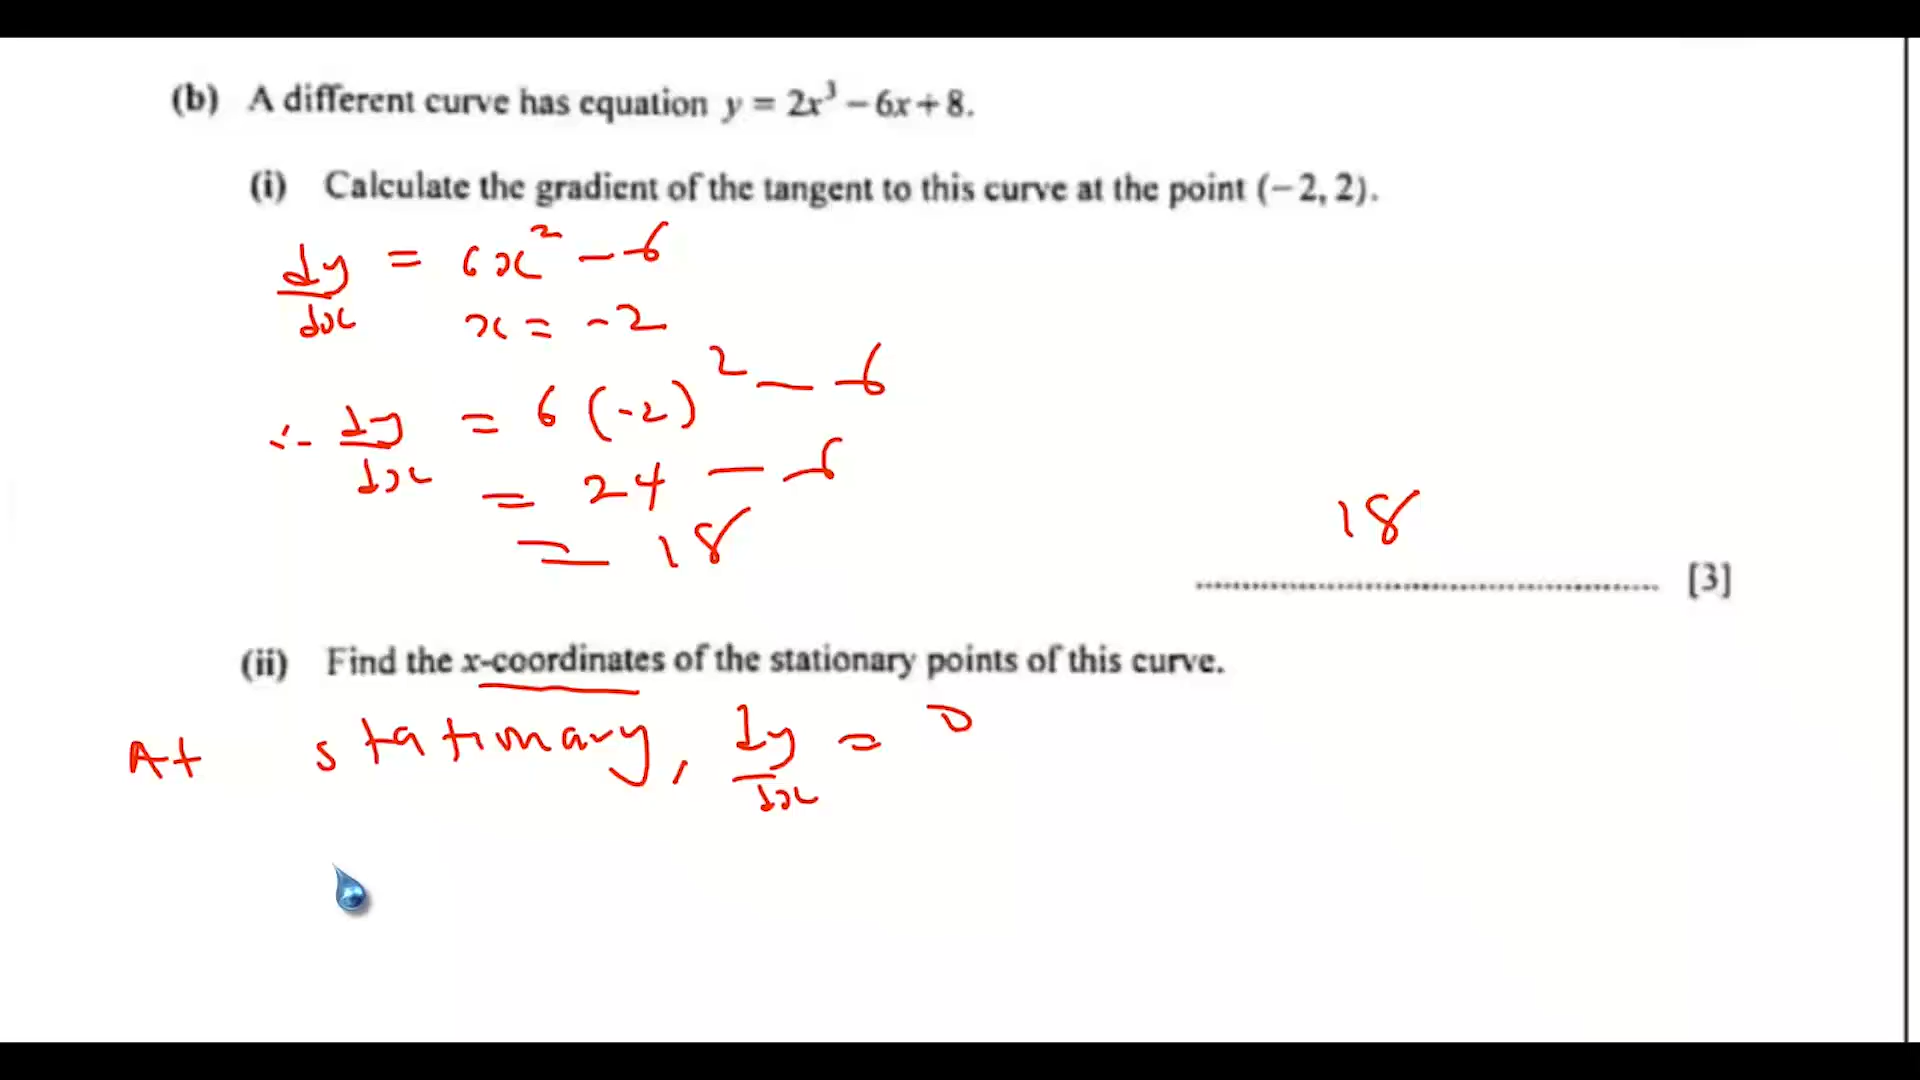 (b) A different curve has equation y = 2x³ – 6x + 8.
(i) Calculate the gradient of the tangent to this curve at the point (−2, 2).
dy/dx = 6x² – 6
x = -2
∴ dy/dx = 6(-2)² – 6
= 24 – 6
= 18
18
.................................................. [3]
(ii) Find the x-coordinates of the stationary points of this curve.
At stationary, dy/dx = 0